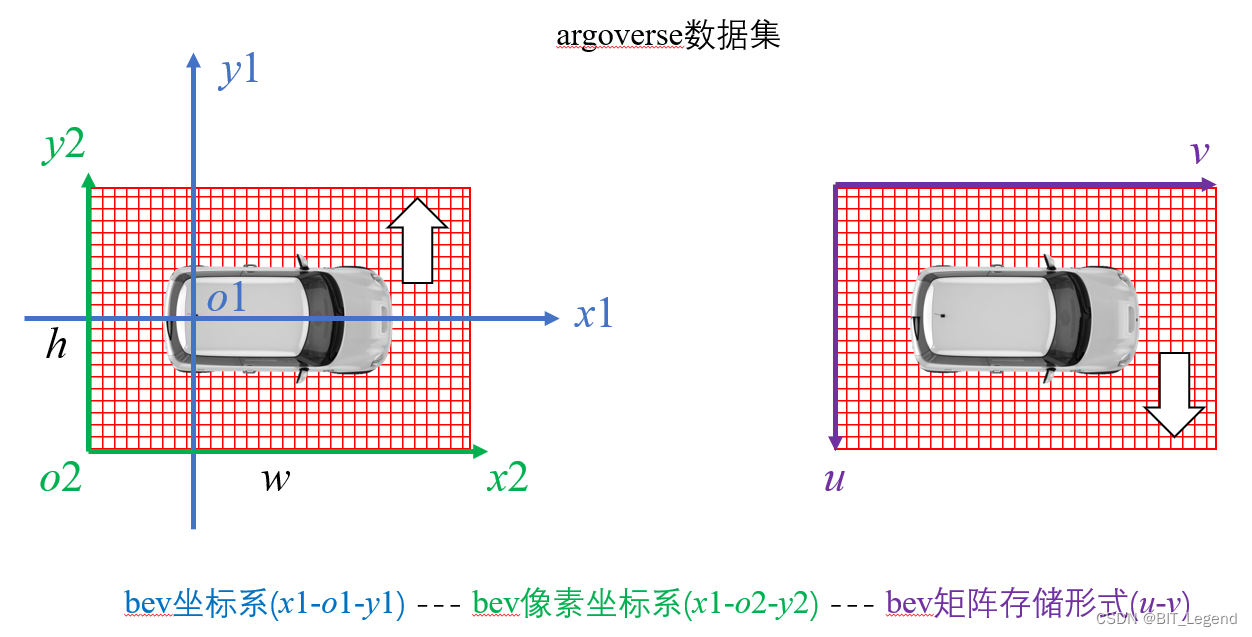 argoverse数据集
y1
y2
v
o1
x1
h
o2
w
x2
u
bev坐标系(x1-o1-y1) --- bev像素坐标系(x1-o2-y2) --- bev矩阵存储形式(u-v)
CSDN @BIT_Legend